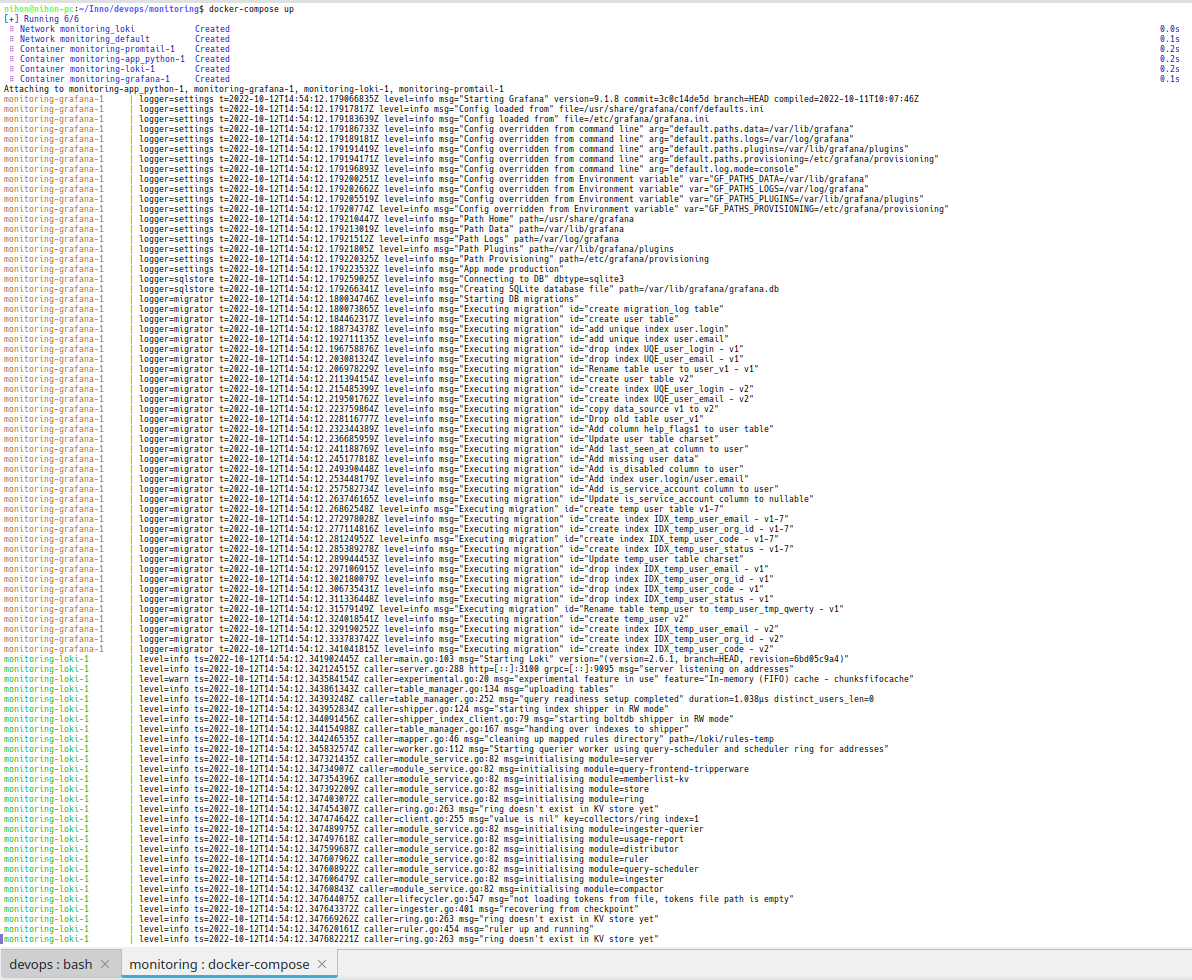 nihon@nihon-pc:~/Inno/devops/monitoring$ docker-compose up
[+] Running 6/6
⠿ Network monitoring_loki Created 0.0s
⠿ Network monitoring_default Created 0.1s
⠿ Container monitoring-promtail-1 Created 0.2s
⠿ Container monitoring-app_python-1 Created 0.2s
⠿ Container monitoring-loki-1 Created 0.2s
⠿ Container monitoring-grafana-1 Created 0.1s
Attaching to monitoring-app_python-1, monitoring-grafana-1, monitoring-loki-1, monitoring-promtail-1
monitoring-grafana-1 | logger=settings t=2022-10-12T14:54:12.179066835Z level=info msg="Starting Grafana" version=9.1.8 commit=3c0c14de5d branch=HEAD compiled=2022-10-11T10:07:46Z
monitoring-grafana-1 | logger=settings t=2022-10-12T14:54:12.17917817Z level=info msg="Config loaded from" file=/usr/share/grafana/conf/defaults.ini
monitoring-grafana-1 | logger=settings t=2022-10-12T14:54:12.179183639Z level=info msg="Config loaded from" file=/etc/grafana/grafana.ini
monitoring-grafana-1 | logger=settings t=2022-10-12T14:54:12.179186733Z level=info msg="Config overridden from command line" arg="default.paths.data=/var/lib/grafana"
monitoring-grafana-1 | logger=settings t=2022-10-12T14:54:12.179189181Z level=info msg="Config overridden from command line" arg="default.paths.logs=/var/log/grafana"
monitoring-grafana-1 | logger=settings t=2022-10-12T14:54:12.179191419Z level=info msg="Config overridden from command line" arg="default.paths.plugins=/var/lib/grafana/plugins"
monitoring-grafana-1 | logger=settings t=2022-10-12T14:54:12.179194171Z level=info msg="Config overridden from command line" arg="default.paths.provisioning=/etc/grafana/provisioning"
monitoring-grafana-1 | logger=settings t=2022-10-12T14:54:12.179196893Z level=info msg="Config overridden from command line" arg="default.log.mode=console"
monitoring-grafana-1 | logger=settings t=2022-10-12T14:54:12.179200251Z level=info msg="Config overridden from Environment variable" var="GF_PATHS_DATA=/var/lib/grafana"
monitoring-grafana-1 | logger=settings t=2022-10-12T14:54:12.179202662Z level=info msg="Config overridden from Environment variable" var="GF_PATHS_LOGS=/var/log/grafana"
monitoring-grafana-1 | logger=settings t=2022-10-12T14:54:12.179205519Z level=info msg="Config overridden from Environment variable" var="GF_PATHS_PLUGINS=/var/lib/grafana/plugins"
monitoring-grafana-1 | logger=settings t=2022-10-12T14:54:12.17920774Z level=info msg="Config overridden from Environment variable" var="GF_PATHS_PROVISIONING=/etc/grafana/provisioning"
monitoring-grafana-1 | logger=settings t=2022-10-12T14:54:12.179210447Z level=info msg="Path Home" path=/usr/share/grafana
monitoring-grafana-1 | logger=settings t=2022-10-12T14:54:12.179213019Z level=info msg="Path Data" path=/var/lib/grafana
monitoring-grafana-1 | logger=settings t=2022-10-12T14:54:12.17921512Z level=info msg="Path Logs" path=/var/log/grafana
monitoring-grafana-1 | logger=settings t=2022-10-12T14:54:12.17921805Z level=info msg="Path Plugins" path=/var/lib/grafana/plugins
monitoring-grafana-1 | logger=settings t=2022-10-12T14:54:12.179220325Z level=info msg="Path Provisioning" path=/etc/grafana/provisioning
monitoring-grafana-1 | logger=settings t=2022-10-12T14:54:12.179223532Z level=info msg="App mode production"
monitoring-grafana-1 | logger=sqlstore t=2022-10-12T14:54:12.179259025Z level=info msg="Connecting to DB" dbtype=sqlite3
monitoring-grafana-1 | logger=sqlstore t=2022-10-12T14:54:12.179266341Z level=info msg="Creating SQLite database file" path=/var/lib/grafana/grafana.db
monitoring-grafana-1 | logger=migrator t=2022-10-12T14:54:12.180034746Z level=info msg="Starting DB migrations"
monitoring-grafana-1 | logger=migrator t=2022-10-12T14:54:12.180073865Z level=info msg="Executing migration" id="create migration_log table"
monitoring-grafana-1 | logger=migrator t=2022-10-12T14:54:12.184462317Z level=info msg="Executing migration" id="create user table"
monitoring-grafana-1 | logger=migrator t=2022-10-12T14:54:12.188734378Z level=info msg="Executing migration" id="add unique index user.login"
monitoring-grafana-1 | logger=migrator t=2022-10-12T14:54:12.192711135Z level=info msg="Executing migration" id="add unique index user.email"
monitoring-grafana-1 | logger=migrator t=2022-10-12T14:54:12.196758876Z level=info msg="Executing migration" id="drop index UQE_user_login - v1"
monitoring-grafana-1 | logger=migrator t=2022-10-12T14:54:12.203081324Z level=info msg="Executing migration" id="drop index UQE_user_email - v1"
monitoring-grafana-1 | logger=migrator t=2022-10-12T14:54:12.206978229Z level=info msg="Executing migration" id="Rename table user to user_v1 - v1"
monitoring-grafana-1 | logger=migrator t=2022-10-12T14:54:12.211394154Z level=info msg="Executing migration" id="create user table v2"
monitoring-grafana-1 | logger=migrator t=2022-10-12T14:54:12.215485399Z level=info msg="Executing migration" id="create index UQE_user_login - v2"
monitoring-grafana-1 | logger=migrator t=2022-10-12T14:54:12.219501762Z level=info msg="Executing migration" id="create index UQE_user_email - v2"
monitoring-grafana-1 | logger=migrator t=2022-10-12T14:54:12.223759864Z level=info msg="Executing migration" id="copy data_source v1 to v2"
monitoring-grafana-1 | logger=migrator t=2022-10-12T14:54:12.228116777Z level=info msg="Executing migration" id="Drop old table user_v1"
monitoring-grafana-1 | logger=migrator t=2022-10-12T14:54:12.232344389Z level=info msg="Executing migration" id="Add column help_flags1 to user table"
monitoring-grafana-1 | logger=migrator t=2022-10-12T14:54:12.236685959Z level=info msg="Executing migration" id="Update user table charset"
monitoring-grafana-1 | logger=migrator t=2022-10-12T14:54:12.241188769Z level=info msg="Executing migration" id="Add last_seen_at column to user"
monitoring-grafana-1 | logger=migrator t=2022-10-12T14:54:12.245177818Z level=info msg="Executing migration" id="Add missing user data"
monitoring-grafana-1 | logger=migrator t=2022-10-12T14:54:12.249390448Z level=info msg="Executing migration" id="Add is_disabled column to user"
monitoring-grafana-1 | logger=migrator t=2022-10-12T14:54:12.253448179Z level=info msg="Executing migration" id="Add index user.login/user.email"
monitoring-grafana-1 | logger=migrator t=2022-10-12T14:54:12.257582734Z level=info msg="Executing migration" id="Add is_service_account column to user"
monitoring-grafana-1 | logger=migrator t=2022-10-12T14:54:12.263746165Z level=info msg="Executing migration" id="Update is_service_account column to nullable"
monitoring-grafana-1 | logger=migrator t=2022-10-12T14:54:12.26862548Z level=info msg="Executing migration" id="create temp user table v1-7"
monitoring-grafana-1 | logger=migrator t=2022-10-12T14:54:12.272978028Z level=info msg="Executing migration" id="create index IDX_temp_user_email - v1-7"
monitoring-grafana-1 | logger=migrator t=2022-10-12T14:54:12.277114816Z level=info msg="Executing migration" id="create index IDX_temp_user_org_id - v1-7"
monitoring-grafana-1 | logger=migrator t=2022-10-12T14:54:12.28124952Z level=info msg="Executing migration" id="create index IDX_temp_user_code - v1-7"
monitoring-grafana-1 | logger=migrator t=2022-10-12T14:54:12.285389278Z level=info msg="Executing migration" id="create index IDX_temp_user_status - v1-7"
monitoring-grafana-1 | logger=migrator t=2022-10-12T14:54:12.289944453Z level=info msg="Executing migration" id="Update temp_user table charset"
monitoring-grafana-1 | logger=migrator t=2022-10-12T14:54:12.297106915Z level=info msg="Executing migration" id="drop index IDX_temp_user_email - v1"
monitoring-grafana-1 | logger=migrator t=2022-10-12T14:54:12.302180079Z level=info msg="Executing migration" id="drop index IDX_temp_user_org_id - v1"
monitoring-grafana-1 | logger=migrator t=2022-10-12T14:54:12.306735431Z level=info msg="Executing migration" id="drop index IDX_temp_user_code - v1"
monitoring-grafana-1 | logger=migrator t=2022-10-12T14:54:12.311336448Z level=info msg="Executing migration" id="drop index IDX_temp_user_status - v1"
monitoring-grafana-1 | logger=migrator t=2022-10-12T14:54:12.31579149Z level=info msg="Executing migration" id="Rename table temp_user to temp_user_tmp_qwerty - v1"
monitoring-grafana-1 | logger=migrator t=2022-10-12T14:54:12.324018541Z level=info msg="Executing migration" id="create temp_user v2"
monitoring-grafana-1 | logger=migrator t=2022-10-12T14:54:12.329190252Z level=info msg="Executing migration" id="create index IDX_temp_user_email - v2"
monitoring-grafana-1 | logger=migrator t=2022-10-12T14:54:12.33378374Z level=info msg="Executing migration" id="create index IDX_temp_user_org_id - v2"
monitoring-grafana-1 | logger=migrator t=2022-10-12T14:54:12.341041815Z level=info msg="Executing migration" id="create index IDX_temp_user_code - v2"
monitoring-loki-1 | level=info ts=2022-10-12T14:54:12.341902445Z caller=main.go:103 msg="Starting Loki" version="(version=2.6.1, branch=HEAD, revision=6bd05c9a4)"
monitoring-loki-1 | level=info ts=2022-10-12T14:54:12.342124515Z caller=server.go:288 http=[::]:3100 grpc=[::]:9095 msg="server listening on addresses"
monitoring-loki-1 | level=warn ts=2022-10-12T14:54:12.343584154Z caller=experimental.go:20 msg="experimental feature in use" feature="In-memory (FIFO) cache - chunksfifocache"
monitoring-loki-1 | level=info ts=2022-10-12T14:54:12.343861343Z caller=table_manager.go:134 msg="uploading tables"
monitoring-loki-1 | level=info ts=2022-10-12T14:54:12.34393248Z caller=table_manager.go:252 msg="query readiness setup completed" duration=1.038µs distinct_users_len=0
monitoring-loki-1 | level=info ts=2022-10-12T14:54:12.343952834Z caller=shipper.go:124 msg="starting index shipper in RW mode"
monitoring-loki-1 | level=info ts=2022-10-12T14:54:12.344091456Z caller=shipper_index_client.go:79 msg="starting boltdb shipper in RW mode"
monitoring-loki-1 | level=info ts=2022-10-12T14:54:12.344154988Z caller=table_manager.go:167 msg="handing over indexes to shipper"
monitoring-loki-1 | level=info ts=2022-10-12T14:54:12.344246535Z caller=mapper.go:46 msg="cleaning up mapped rules directory" path=/loki/rules-temp
monitoring-loki-1 | level=info ts=2022-10-12T14:54:12.345832574Z caller=worker.go:112 msg="Starting querier worker using query-scheduler and scheduler ring for addresses"
monitoring-loki-1 | level=info ts=2022-10-12T14:54:12.347321435Z caller=module_service.go:82 msg=initialising module=server
monitoring-loki-1 | level=info ts=2022-10-12T14:54:12.34734907Z caller=module_service.go:82 msg=initialising module=query-frontend-tripperware
monitoring-loki-1 | level=info ts=2022-10-12T14:54:12.347354396Z caller=module_service.go:82 msg=initialising module=memberlist-kv
monitoring-loki-1 | level=info ts=2022-10-12T14:54:12.347392209Z caller=module_service.go:82 msg=initialising module=store
monitoring-loki-1 | level=info ts=2022-10-12T14:54:12.347403072Z caller=module_service.go:82 msg=initialising module=ring
monitoring-loki-1 | level=info ts=2022-10-12T14:54:12.347454307Z caller=ring.go:263 msg="ring doesn't exist in KV store yet"
monitoring-loki-1 | level=info ts=2022-10-12T14:54:12.347474642Z caller=client.go:255 msg="value is nil" key=collectors/ring index=1
monitoring-loki-1 | level=info ts=2022-10-12T14:54:12.347489975Z caller=module_service.go:82 msg=initialising module=ingester-querier
monitoring-loki-1 | level=info ts=2022-10-12T14:54:12.347497618Z caller=module_service.go:82 msg=initialising module=usage-report
monitoring-loki-1 | level=info ts=2022-10-12T14:54:12.347599687Z caller=module_service.go:82 msg=initialising module=distributor
monitoring-loki-1 | level=info ts=2022-10-12T14:54:12.347607962Z caller=module_service.go:82 msg=initialising module=ruler
monitoring-loki-1 | level=info ts=2022-10-12T14:54:12.347608922Z caller=module_service.go:82 msg=initialising module=query-scheduler
monitoring-loki-1 | level=info ts=2022-10-12T14:54:12.347606479Z caller=module_service.go:82 msg=initialising module=ingester
monitoring-loki-1 | level=info ts=2022-10-12T14:54:12.34760843Z caller=module_service.go:82 msg=initialising module=compactor
monitoring-loki-1 | level=info ts=2022-10-12T14:54:12.347644075Z caller=lifecycler.go:547 msg="not loading tokens from file, tokens file path is empty"
monitoring-loki-1 | level=info ts=2022-10-12T14:54:12.347643372Z caller=ingester.go:401 msg="recovering from checkpoint"
monitoring-loki-1 | level=info ts=2022-10-12T14:54:12.347669262Z caller=ring.go:263 msg="ring doesn't exist in KV store yet"
monitoring-loki-1 | level=info ts=2022-10-12T14:54:12.347620161Z caller=ruler.go:454 msg="ruler up and running"
monitoring-loki-1 | level=info ts=2022-10-12T14:54:12.347682221Z caller=ring.go:263 msg="ring doesn't exist in KV store yet"
devops : bash × monitoring : docker-compose ×